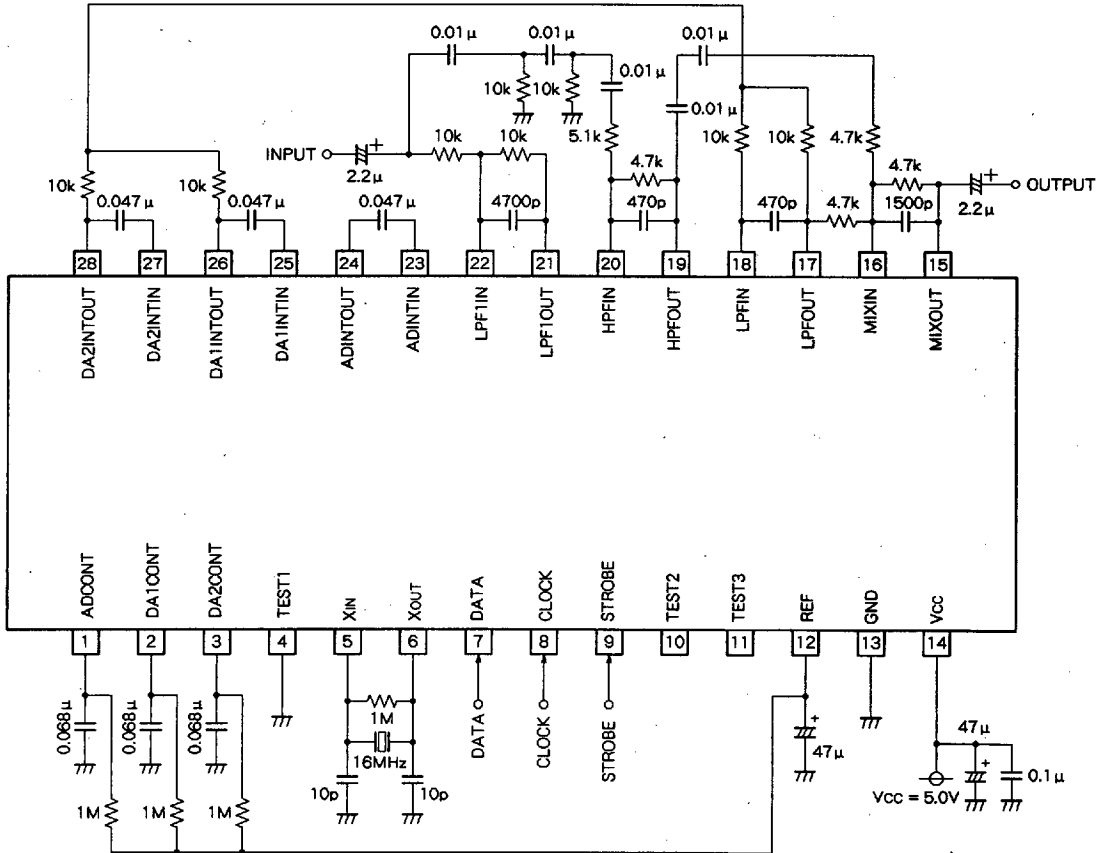 0.01μ 0.01μ 0.01μ
0.01μ
10k 10k
0.01μ
5.1k 10k 10k 4.7k
INPUT 10k 10k
2.2μ
4.7k 4.7k
OUTPUT
2.2μ
10k 10k
0.047μ 0.047μ 0.047μ 4700p 470p 470p 4.7k 1500p
28 27 26 25 24 23 22 21 20 19 18 17 16 15
DA2INTOUT
DA2INTIN
DA1INTOUT
DA1INTIN
ADINTOUT
ADINTIN
LPF1IN
LPF1OUT
HPFIN
HPFOUT
LPFIN
LPFOUT
MIXIN
MIXOUT
ADCONT
DA1CONT
DA2CONT
TEST1
XIN
XOUT
DATA
CLOCK
STROBE
TEST2
TEST3
REF
GND
VCC
1 2 3 4 5 6 7 8 9 10 11 12 13 14
0.068μ 0.068μ 0.068μ
1M
16MHz
10p 10p
DATA
CLOCK
STROBE
47μ
47μ
0.1μ
VCC = 5.0V
1M 1M 1M